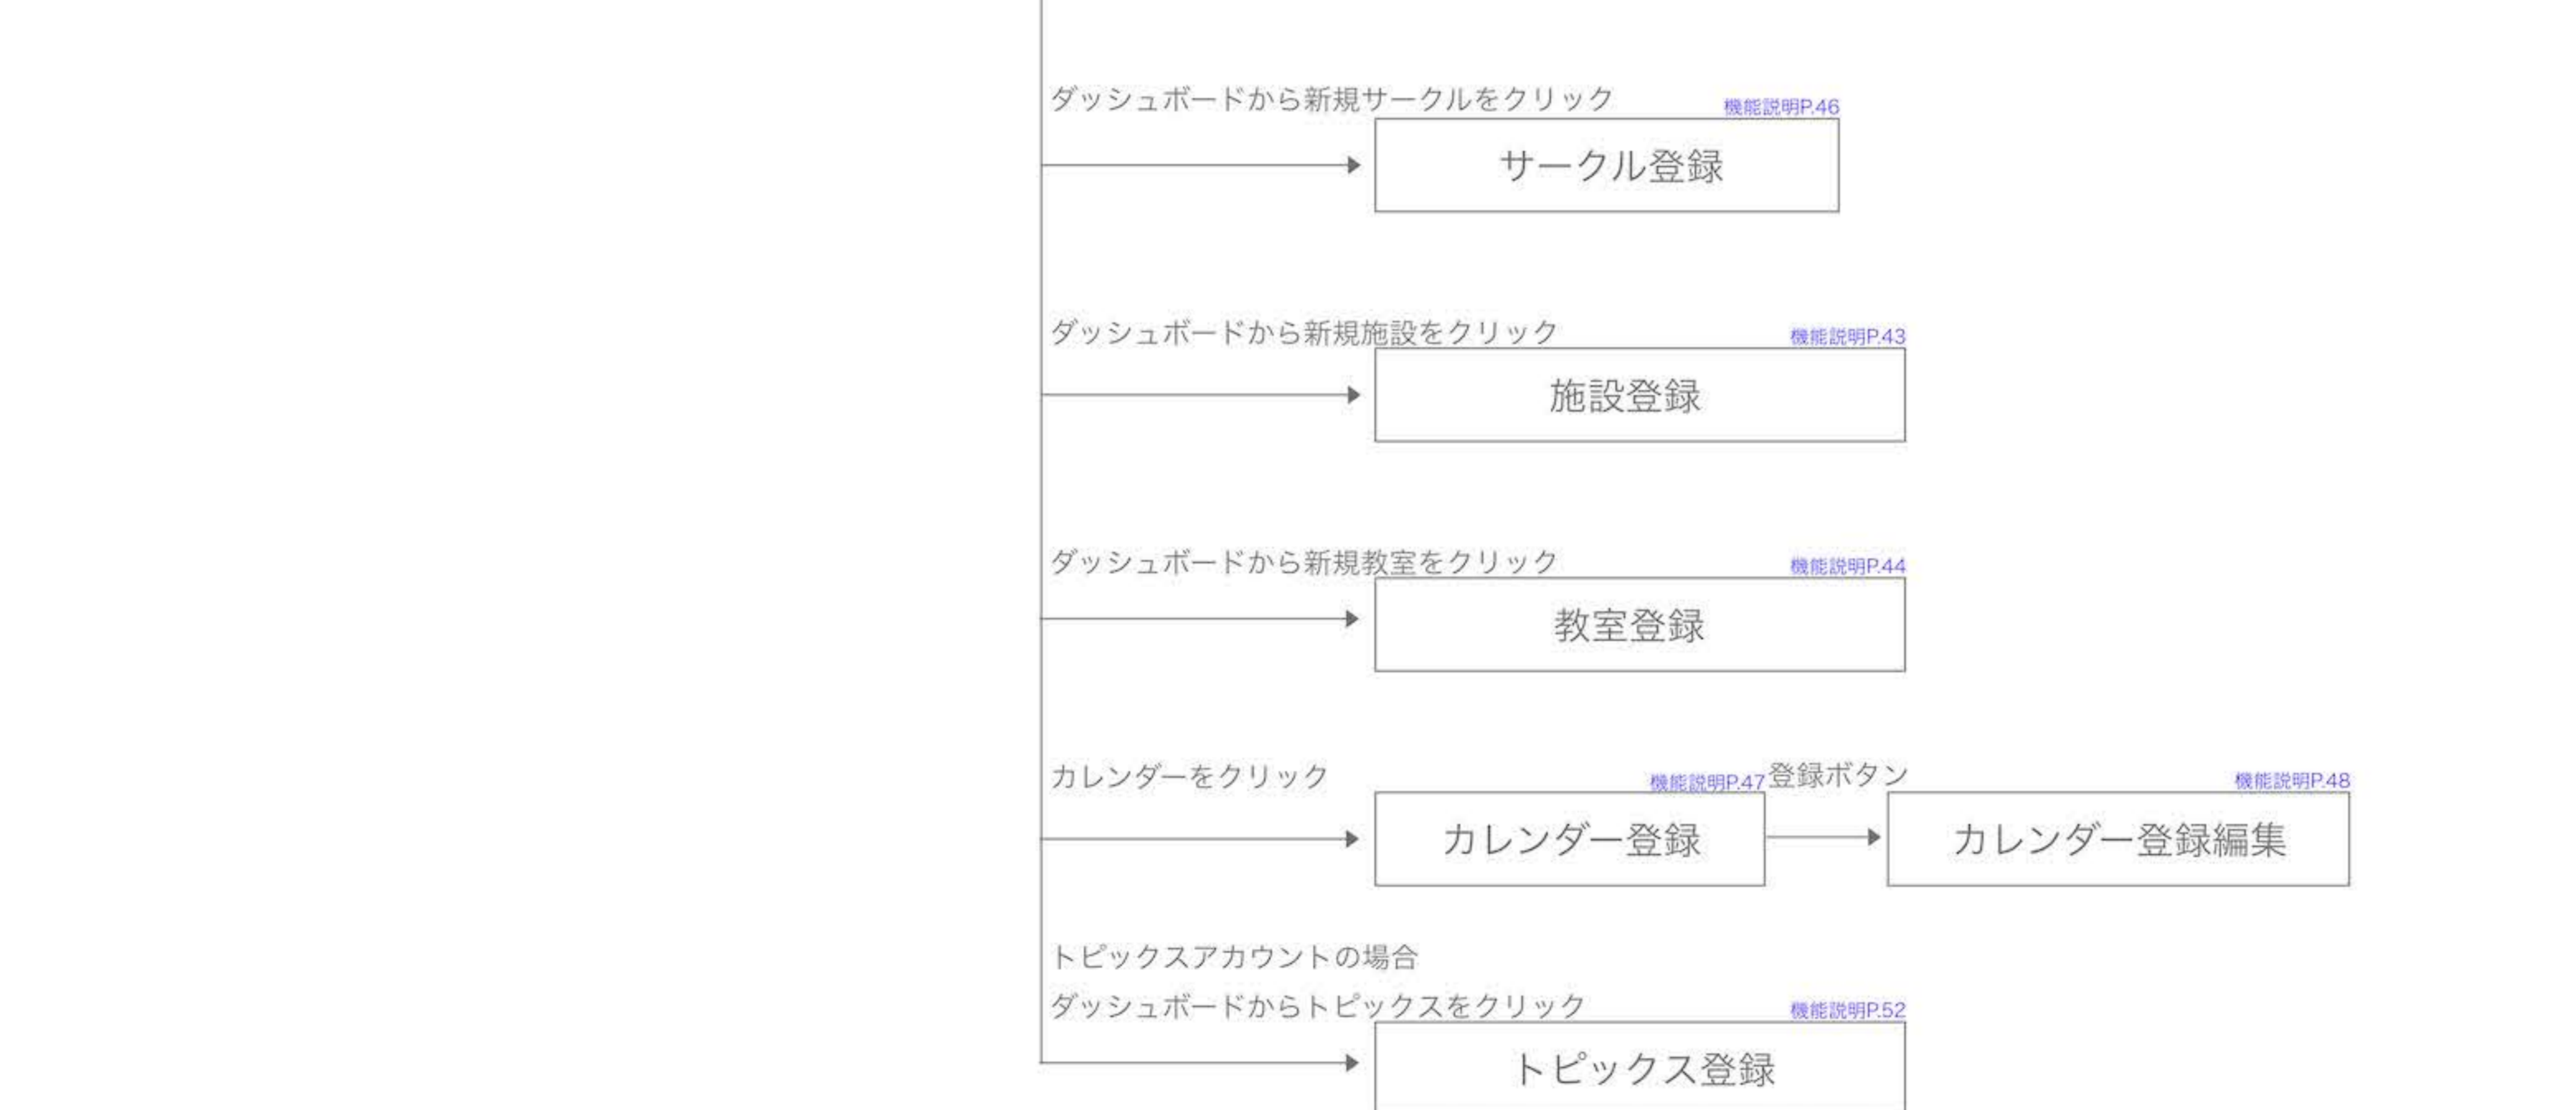 ダッシュボードから新規サークルをクリック
機能説明P.46
サークル登録
ダッシュボードから新規施設をクリック
機能説明P.43
施設登録
ダッシュボードから新規教室をクリック
機能説明P.44
教室登録
カレンダーをクリック
機能説明P.47
登録ボタン
機能説明P.48
カレンダー登録
カレンダー登録編集
トピックスアカウントの場合
ダッシュボードからトピックスをクリック
機能説明P.52
トピックス登録